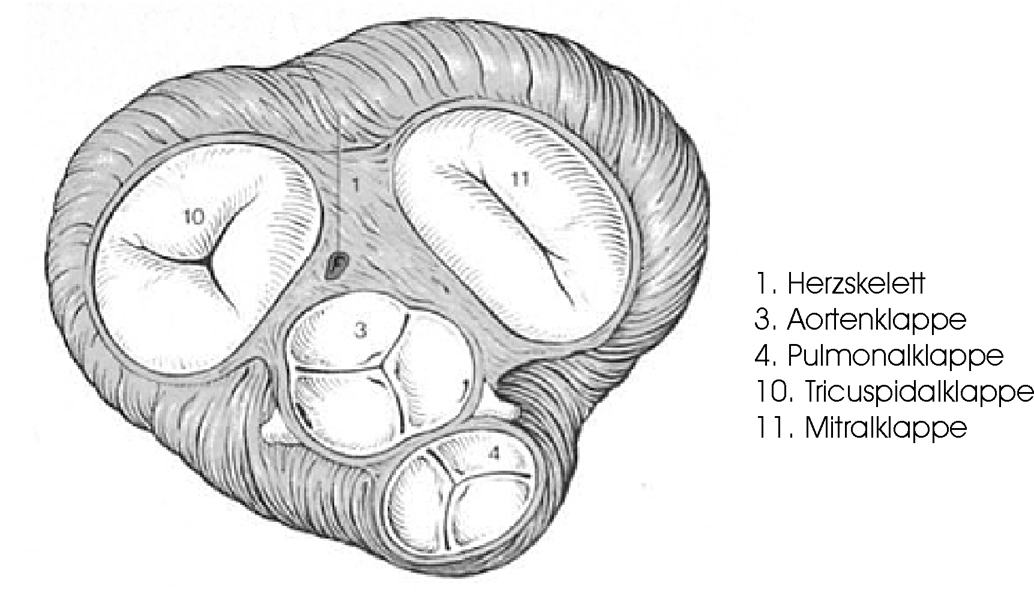 1
10
11
3
4
1. Herzskelett
3. Aortenklappe
4. Pulmonalklappe
10. Tricuspidalklappe
11. Mitralklappe